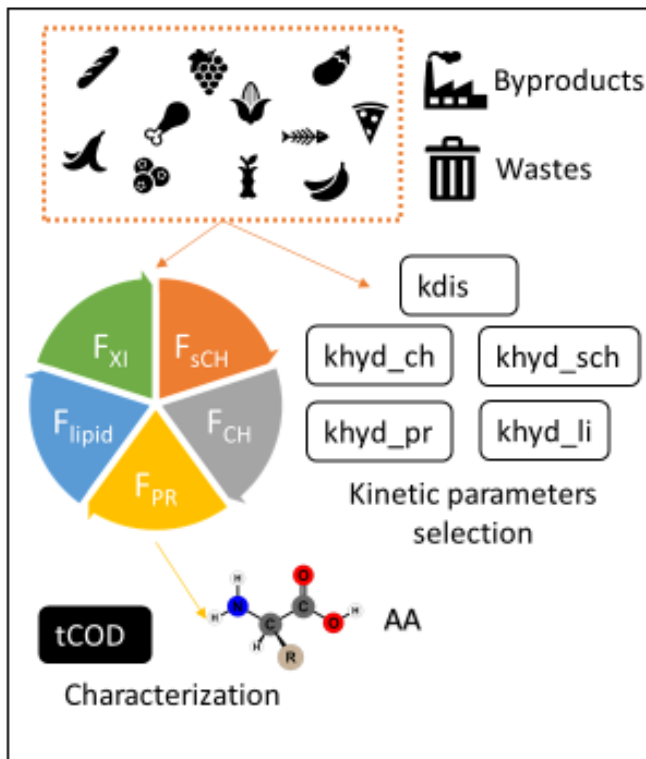 Byproducts
Wastes
kdis
khyd_ch
khyd_sch
khyd_pr
khyd_li
Kinetic parameters
selection
F_XI
F_sCH
F_lipid
F_CH
F_PR
tCOD
H
H
N
H
C
R
C
O
O
H
AA
Characterization